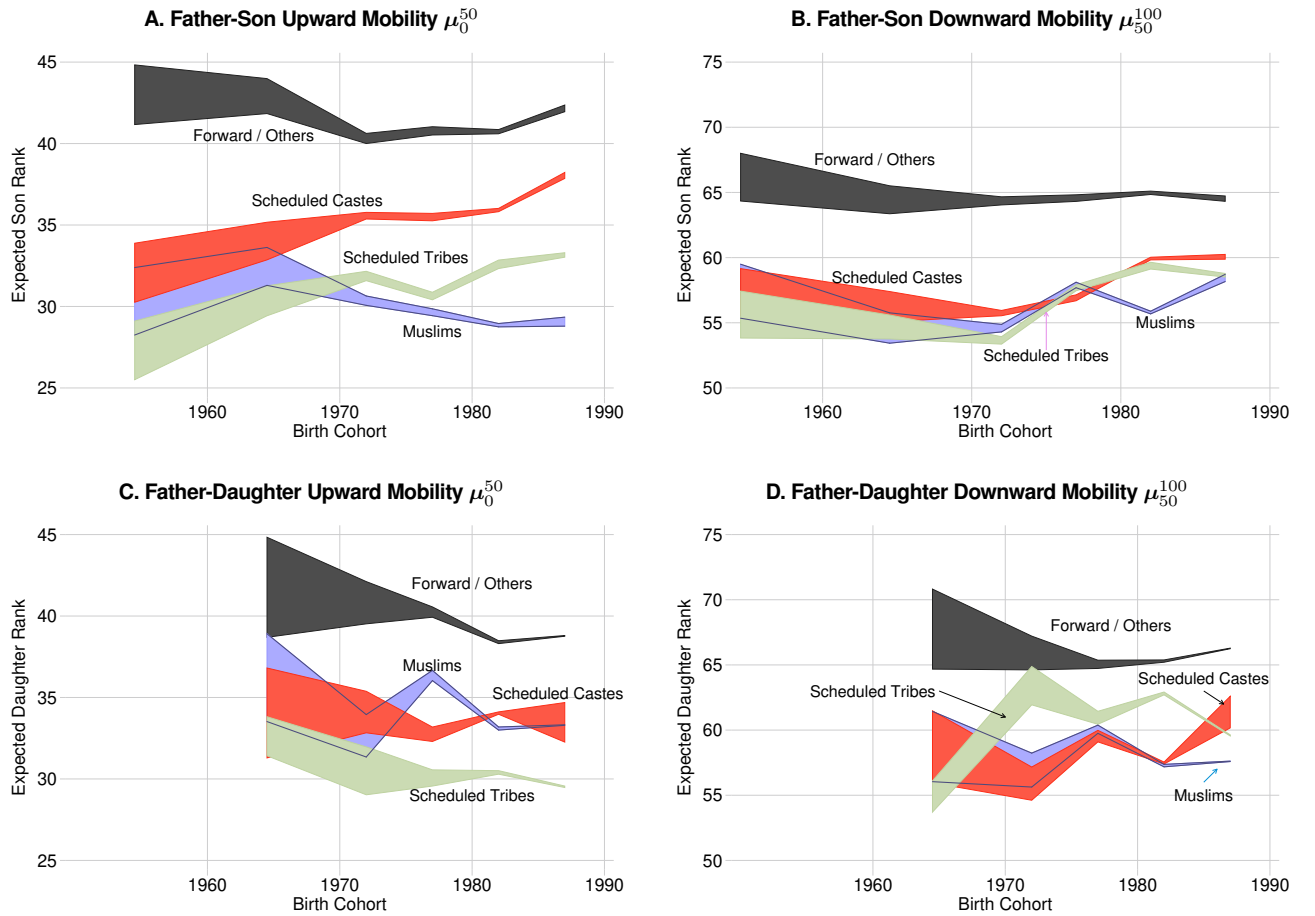 A. Father-Son Upward Mobility μ₀⁵⁰
Expected Son Rank
45
40
35
30
25
Forward / Others
Scheduled Castes
Scheduled Tribes
Muslims
1960 1970 1980 1990
Birth Cohort
B. Father-Son Downward Mobility μ₅₀¹⁰⁰
Expected Son Rank
75
70
65
60
55
50
Forward / Others
Scheduled Castes
Muslims
Scheduled Tribes
1960 1970 1980 1990
Birth Cohort
C. Father-Daughter Upward Mobility μ₀⁵⁰
Expected Daughter Rank
45
40
35
30
25
Forward / Others
Muslims
Scheduled Castes
Scheduled Tribes
1960 1970 1980 1990
Birth Cohort
D. Father-Daughter Downward Mobility μ₅₀¹⁰⁰
Expected Daughter Rank
75
70
65
60
55
50
Forward / Others
Scheduled Castes
Scheduled Tribes
Muslims
1960 1970 1980 1990
Birth Cohort